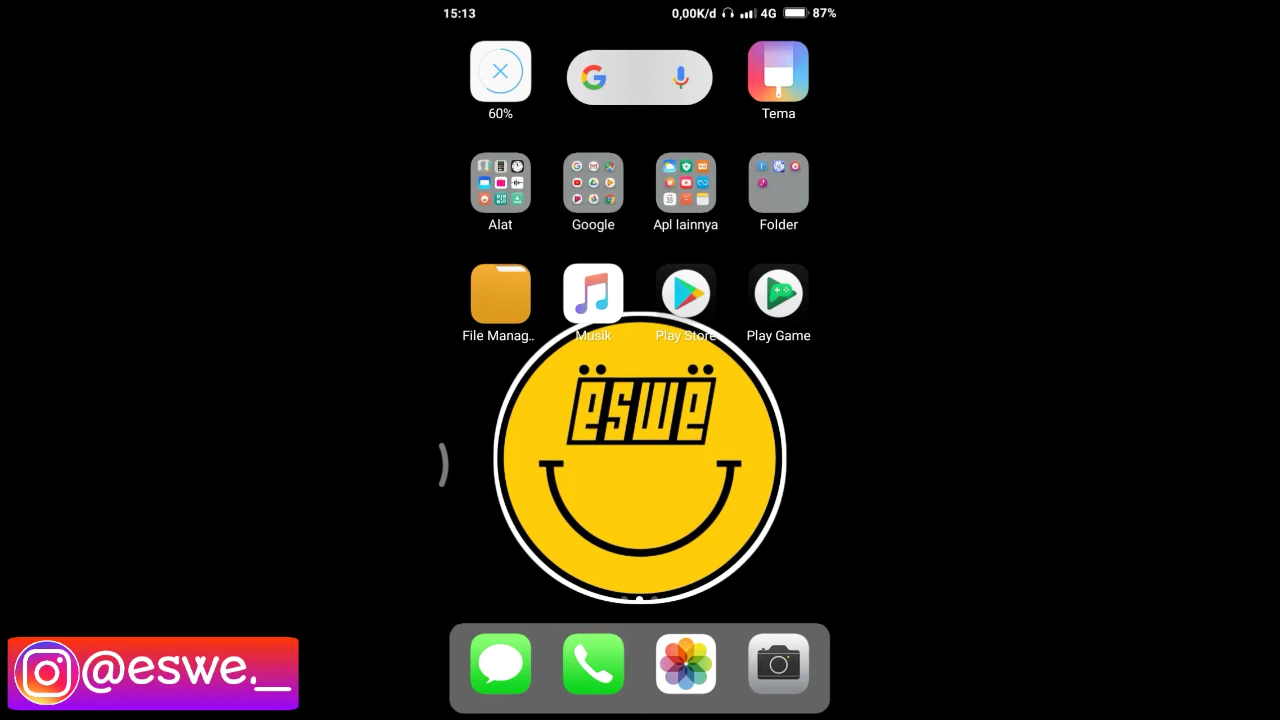 15:13 0,00K/d 4G 87%
60% Tema
Alat Google Apl lainnya Folder
File Manag.. Musik Play Store Play Game
ëswë
@eswe._